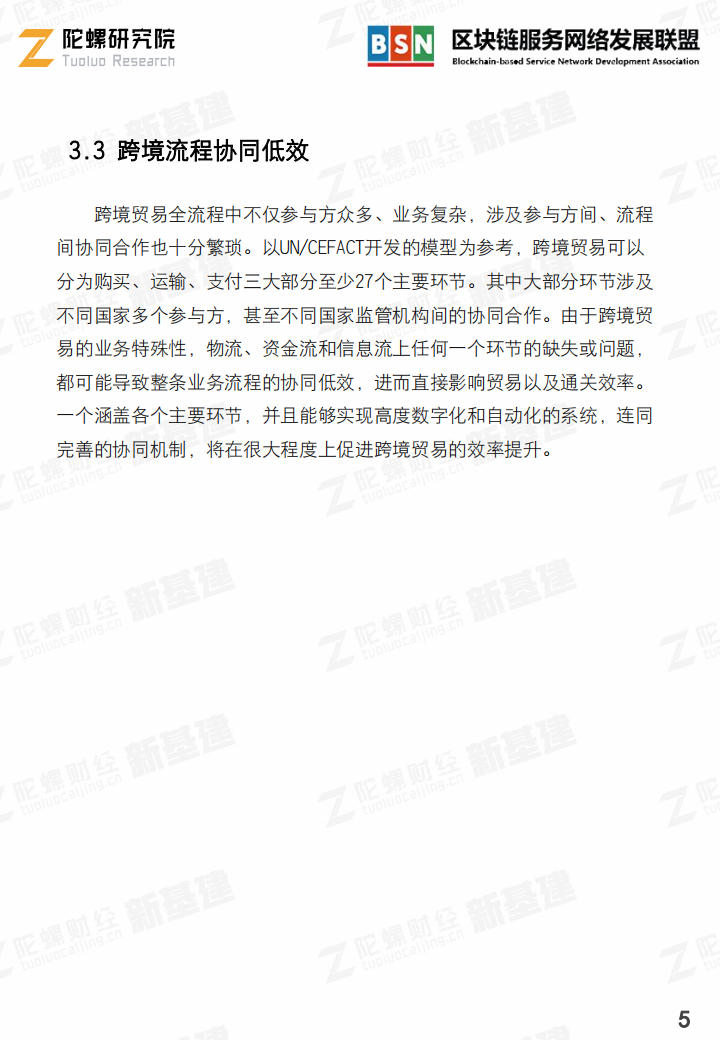 陀螺研究院
Tuoluo Research
BSN
区块链服务网络发展联盟
Blockchain-based Service Network Development Association
3.3 跨境流程协同低效
跨境贸易全流程中不仅参与方众多、业务复杂，涉及参与方间、流程
间协同合作也十分繁琐。以UN/CEFACT开发的模型为参考，跨境贸易可以
分为购买、运输、支付三大部分至少27个主要环节。其中大部分环节涉及
不同国家多个参与方，甚至不同国家监管机构间的协同合作。由于跨境贸
易的业务特殊性，物流、资金流和信息流上任何一个环节的缺失或问题，
都可能导致整条业务流程的协同低效，进而直接影响贸易以及通关效率。
一个涵盖各个主要环节，并且能够实现高度数字化和自动化的系统，连同
完善的协同机制，将在很大程度上促进跨境贸易的效率提升。
陀螺财经 新基建
tuoluocaijing.cn
5